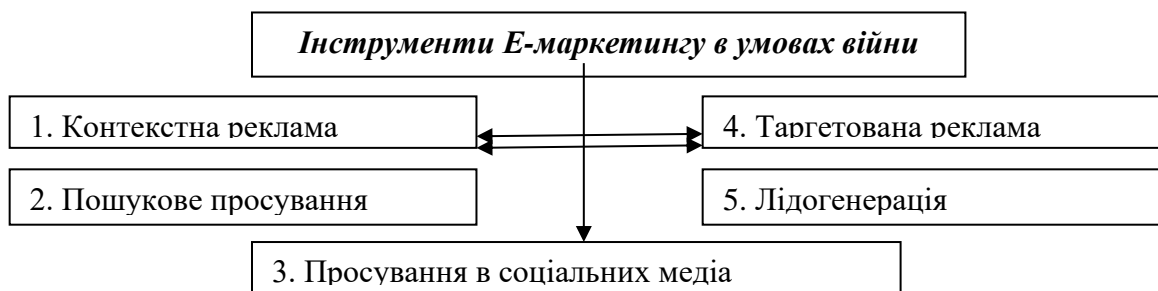 Інструменти Е-маркетингу в умовах війни
1. Контекстна реклама
4. Таргетована реклама
2. Пошукове просування
5. Лідогенерація
3. Просування в соціальних медіа